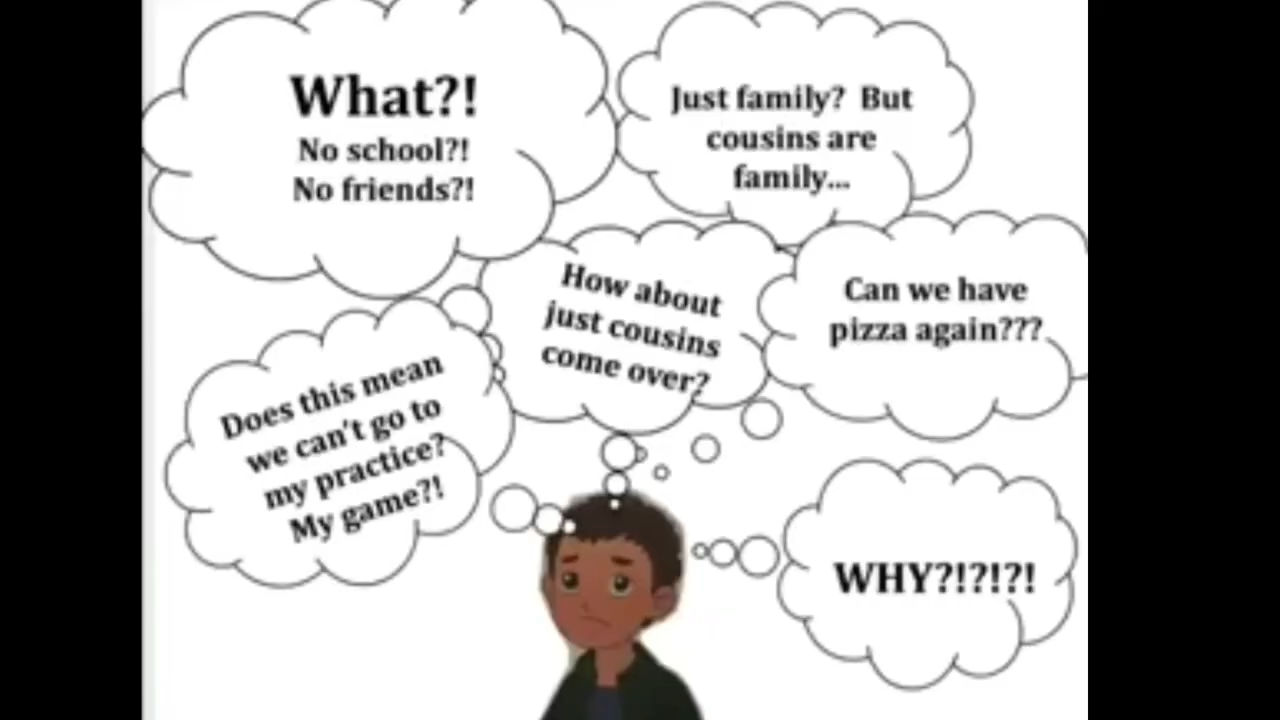 What?!
No school?!
No friends?!
Just family? But
cousins are
family...
How about
just cousins
come over?
Can we have
pizza again???
Does this mean
we can't go to
my practice?
My game?!
WHY?!?!?!